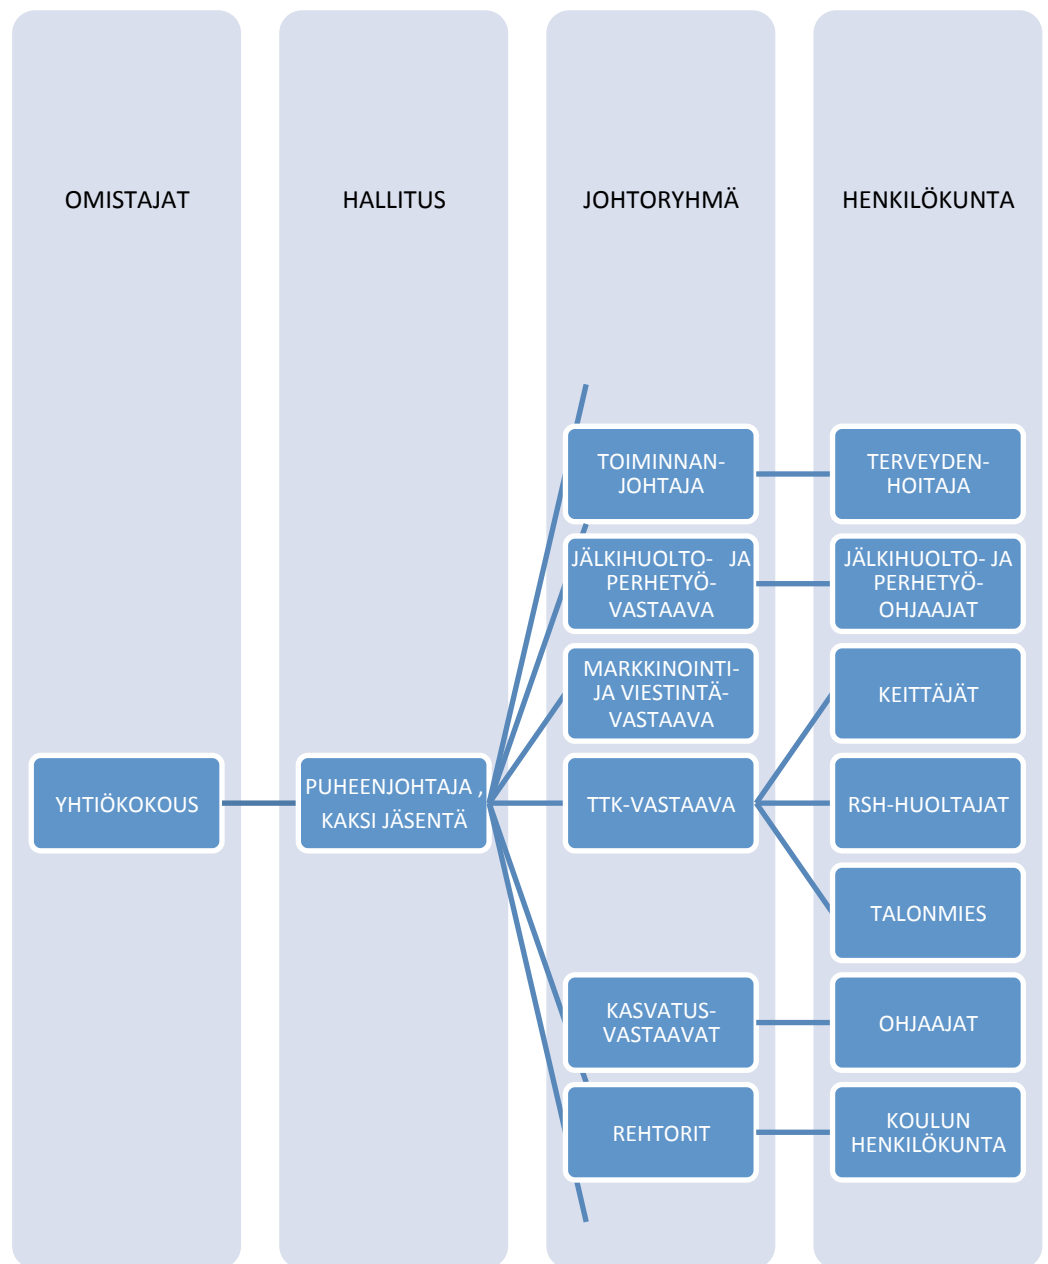 OMISTAJAT
HALLITUS
JOHTORYHMÄ
HENKILÖKUNTA
YHTIÖKOKOUS
PUHEENJOHTAJA ,
KAKSI JÄSENTÄ
TOIMINNAN-
JOHTAJA
TERVEYDEN-
HOITAJA
JÄLKIHUOLTO- JA
PERHETYÖ-
VASTAAVA
JÄLKIHUOLTO- JA
PERHETYÖ-
OHJAAJAT
MARKKINOINTI-
JA VIESTINTÄ-
VASTAAVA
TTK-VASTAAVA
KEITTÄJÄT
RSH-HUOLTAJAT
TALONMIES
KASVATUS-
VASTAAVAT
OHJAAJAT
REHTORIT
KOULUN
HENKILÖKUNTA